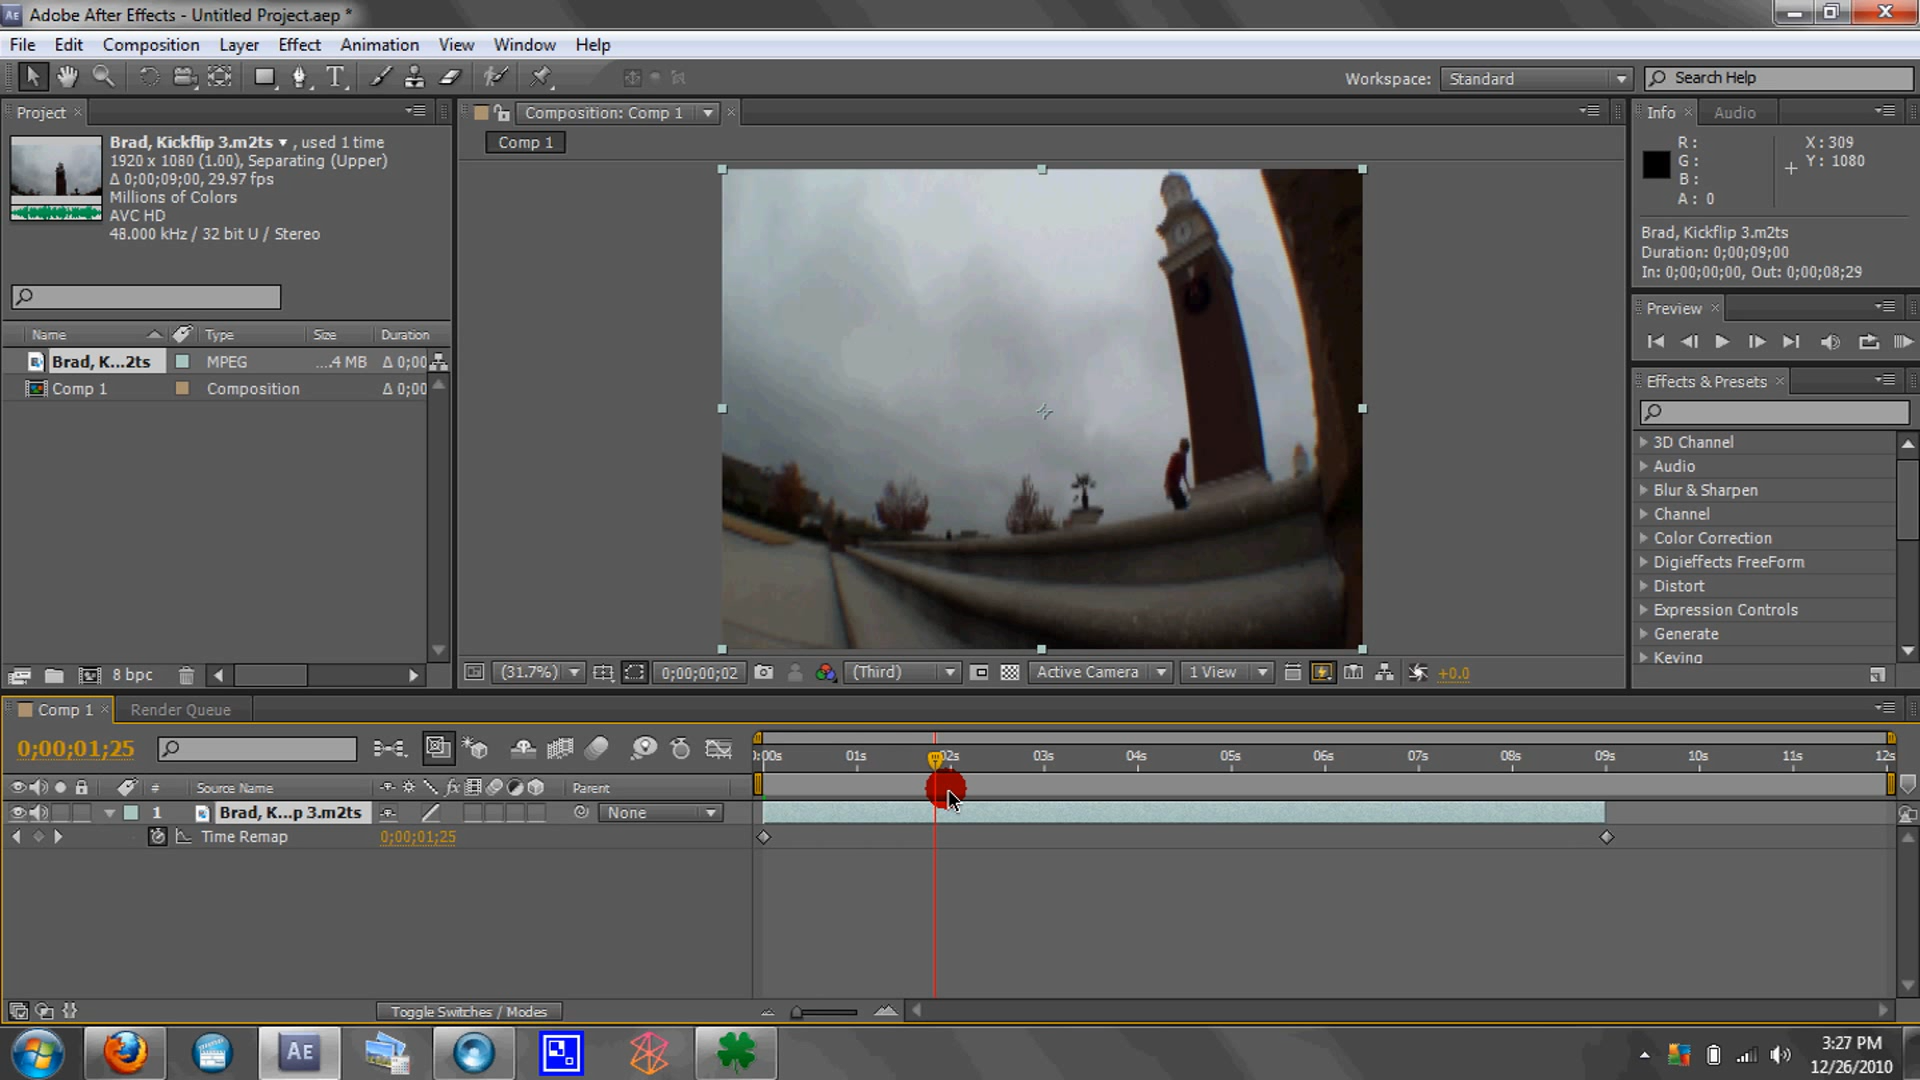 Adobe After Effects - Untitled Project.aep *
File Edit Composition Layer Effect Animation View Window Help
Workspace: Standard
Search Help
Project
Brad, Kickflip 3.m2ts ▾ , used 1 time
1920 x 1080 (1.00), Separating (Upper)
Δ 0;00;09;00, 29.97 fps
Millions of Colors
AVC HD
48.000 kHz / 32 bit U / Stereo
Name Type Size Duration
Brad, K...2ts MPEG ....4 MB Δ 0;00
Comp 1 Composition Δ 0;00
8 bpc
Composition: Comp 1
Comp 1
(31.7%) 0;00;00;02 (Third) Active Camera 1 View +0.0
Info Audio
R: X: 309
G: Y: 1080
B:
A: 0
Brad, Kickflip 3.m2ts
Duration: 0;00;09;00
In: 0;00;00;00, Out: 0;00;08;29
Preview
Effects & Presets
3D Channel
Audio
Blur & Sharpen
Channel
Color Correction
Digieffects FreeForm
Distort
Expression Controls
Generate
Keying
Comp 1 Render Queue
0;00;01;25
:00s 01s 02s 03s 04s 05s 06s 07s 08s 09s 10s 11s 12s
# Source Name fx Parent
1 Brad, K...p 3.m2ts None
Time Remap 0;00;01;25
Toggle Switches / Modes
AE
3:27 PM
12/26/2010